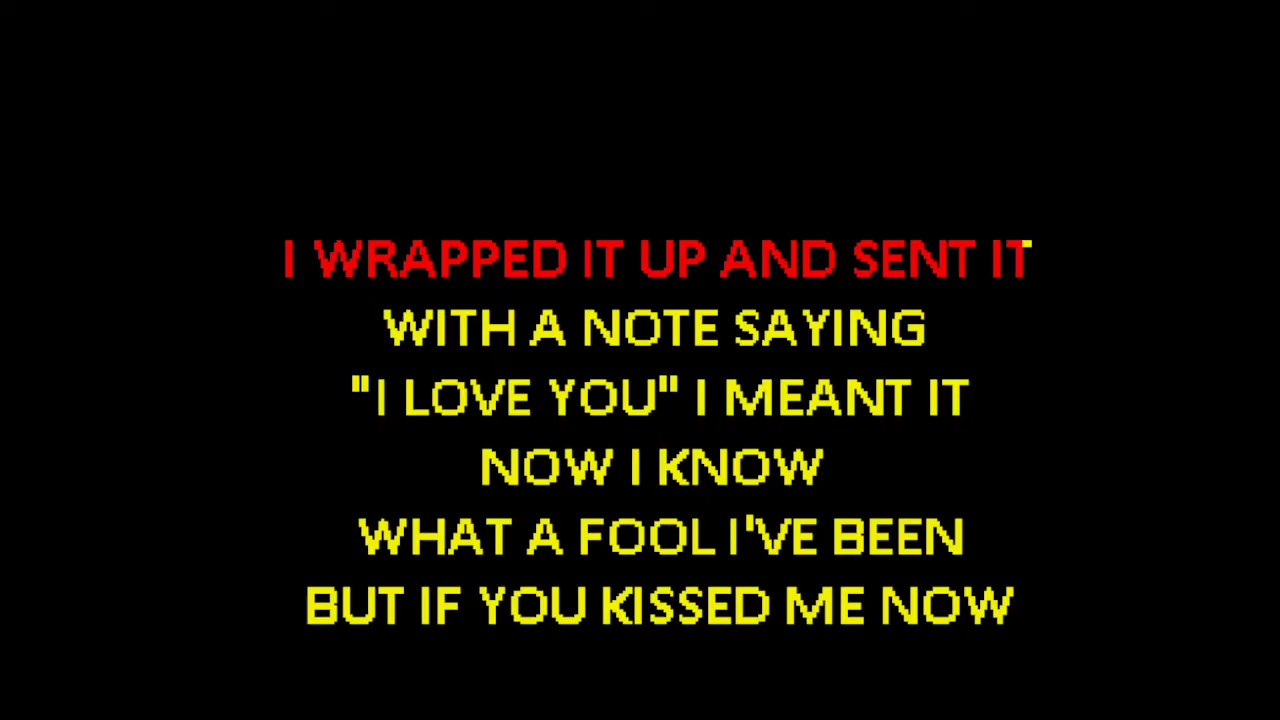 I WRAPPED IT UP AND SENT IT
WITH A NOTE SAYING
"I LOVE YOU" I MEANT IT
NOW I KNOW
WHAT A FOOL I'VE BEEN
BUT IF YOU KISSED ME NOW